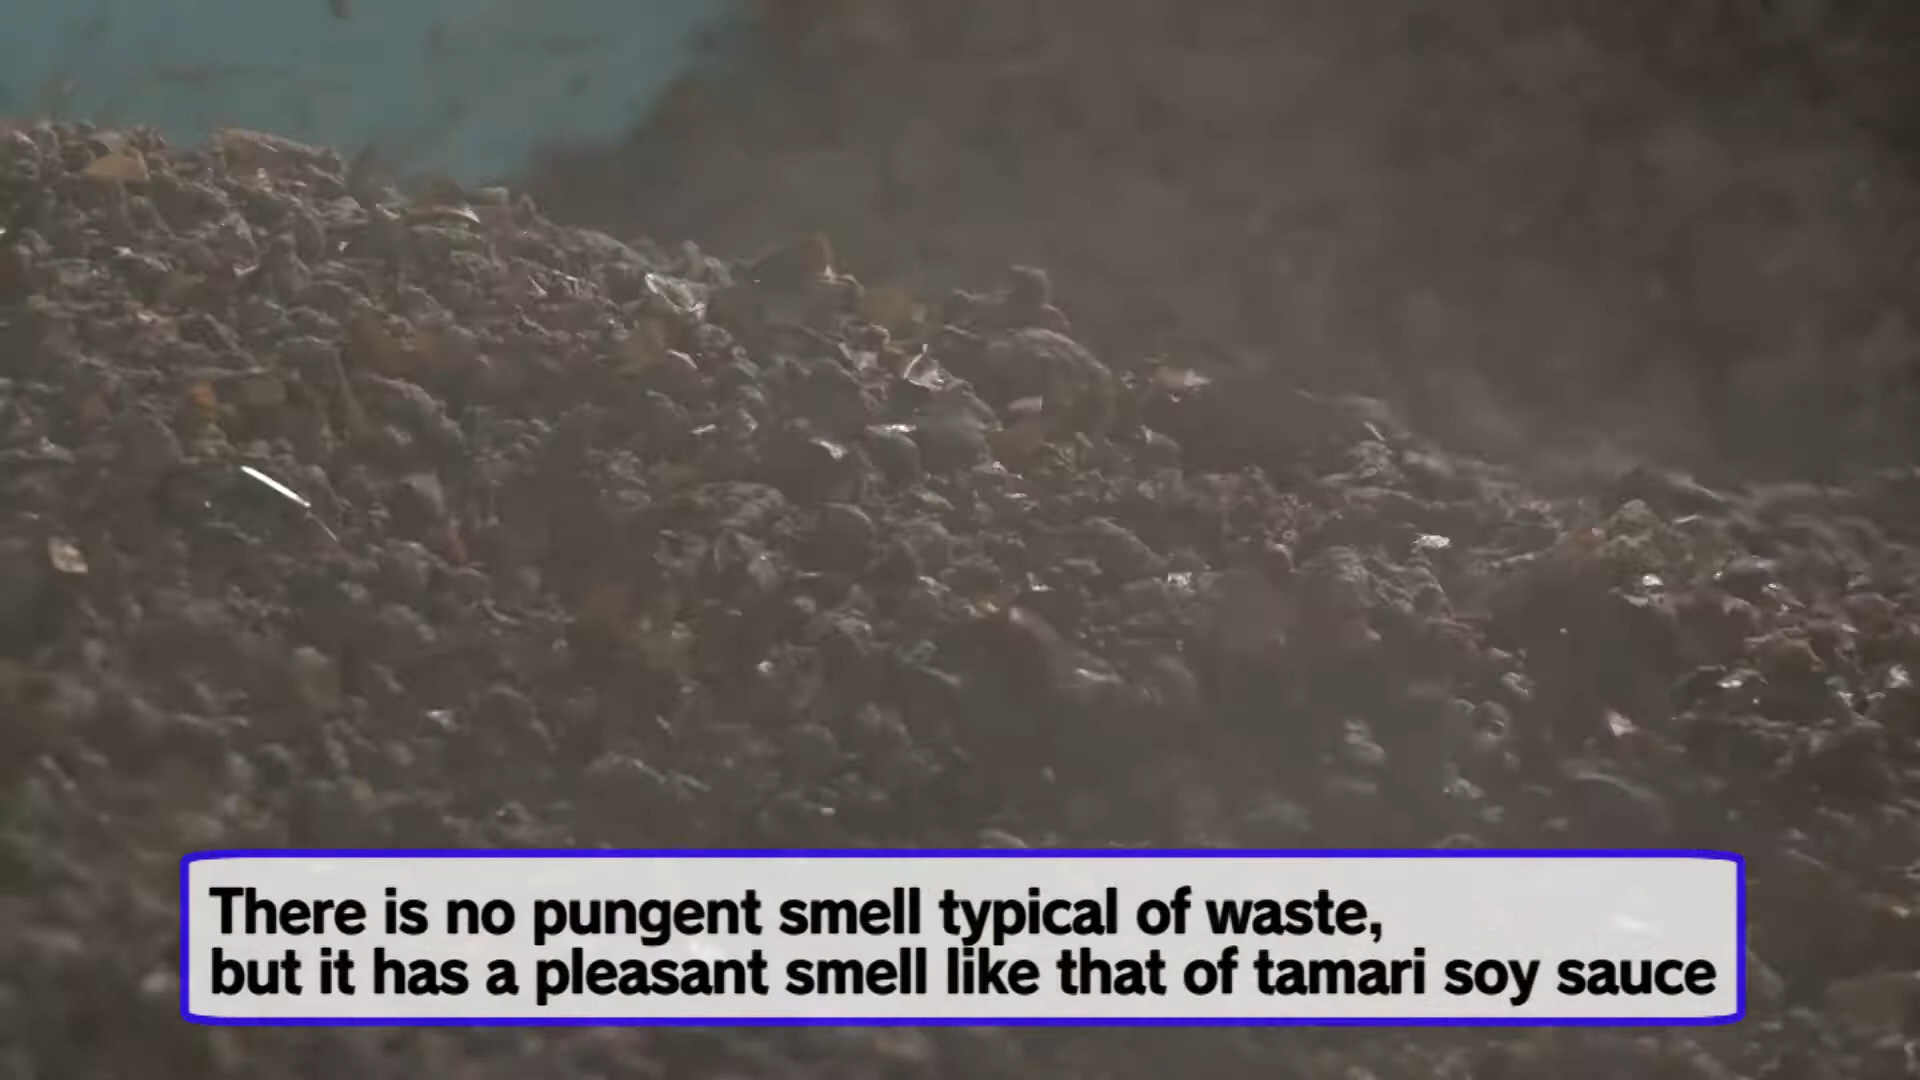 There is no pungent smell typical of waste,
but it has a pleasant smell like that of tamari soy sauce